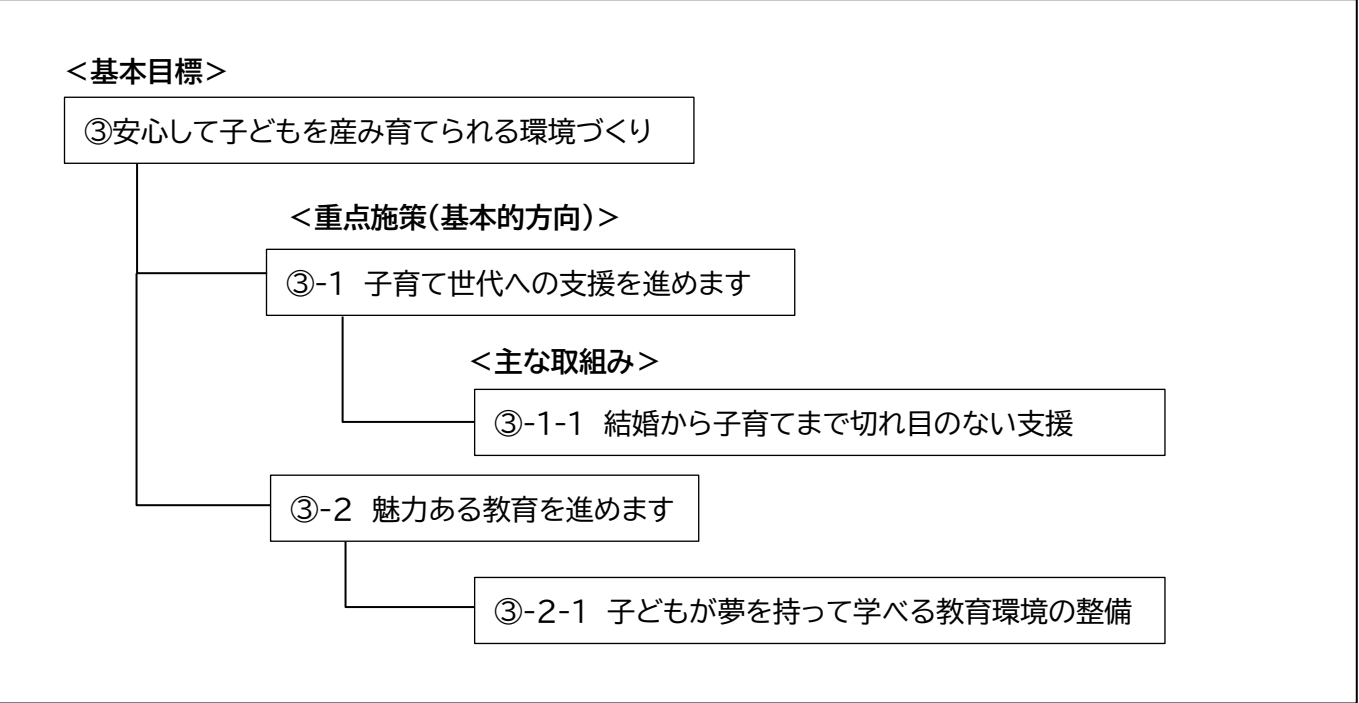 ＜基本目標＞
③安心して子どもを産み育てられる環境づくり
＜重点施策(基本的方向)＞
③-1　子育て世代への支援を進めます
＜主な取組み＞
③-1-1　結婚から子育てまで切れ目のない支援
③-2　魅力ある教育を進めます
③-2-1　子どもが夢を持って学べる教育環境の整備